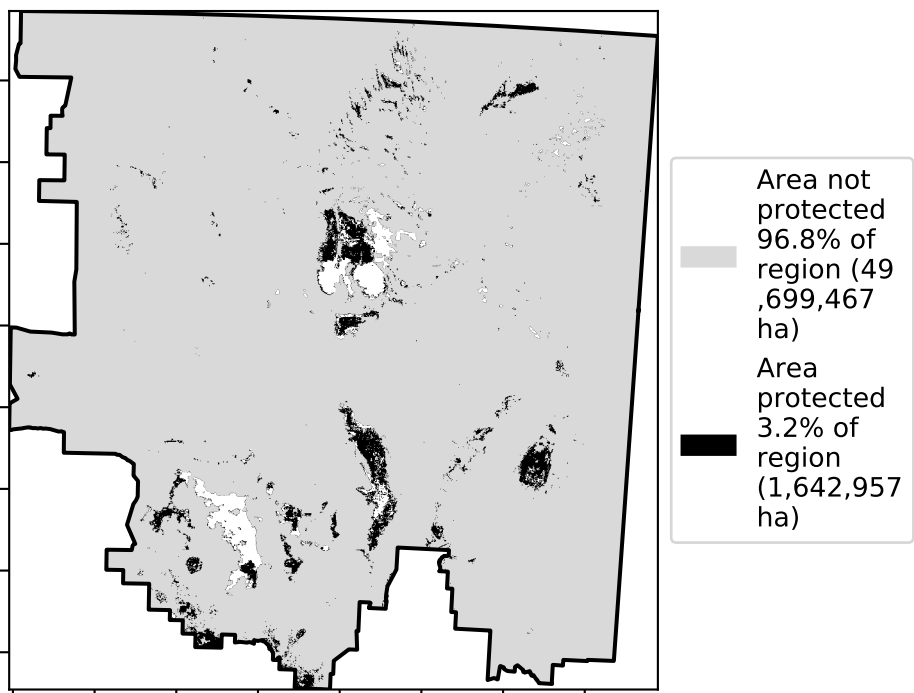 Area not
protected
96.8% of
region (49
,699,467
ha)
Area
protected
3.2% of
region
(1,642,957
ha)